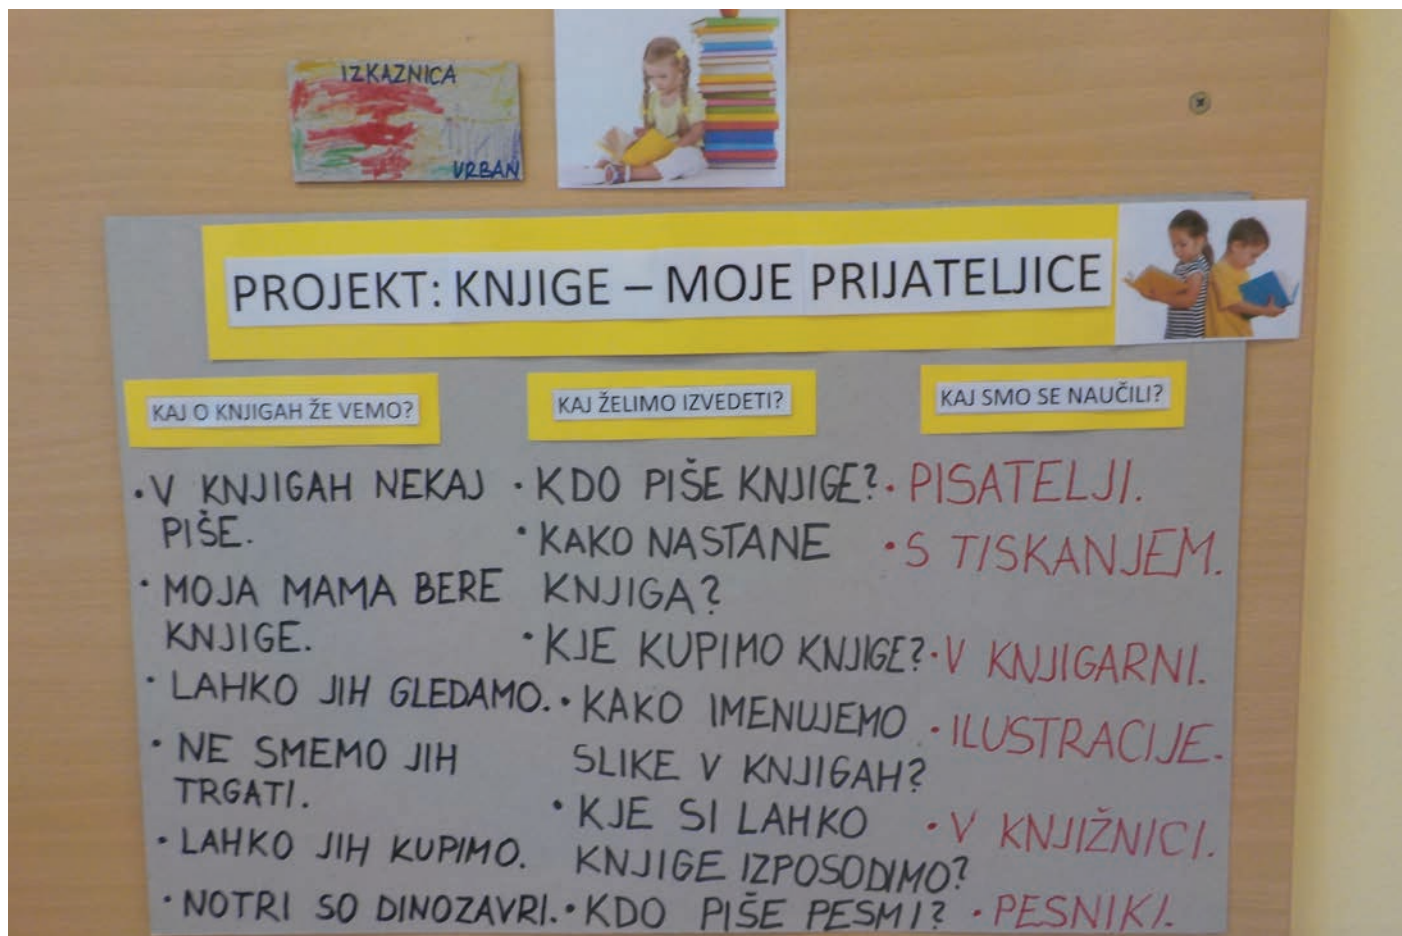 IZKAZNICA
URBAN
PROJEKT: KNJIGE – MOJE PRIJATELJICE
KAJ O KNJIGAH ŽE VEMO?
• V KNJIGAH NEKAJ
PIŠE.
• MOJA MAMA BERE
KNJIGE.
• LAHKO JIH GLEDAMO.
• NE SMEMO JIH
TRGATI.
• LAHKO JIH KUPIMO.
• NOTRI SO DINOZAVRI.
KAJ ŽELIMO IZVEDETI?
• KDO PIŠE KNJIGE?
• KAKO NASTANE
KNJIGA?
• KJE KUPIMO KNJIGE?
• KAKO IMENUJEMO
SLIKE V KNJIGAH?
• KJE SI LAHKO
KNJIGE IZPOSODIMO?
• KDO PIŠE PESMI?
KAJ SMO SE NAUČILI?
• PISATELJI.
• S TISKANJEM.
• V KNJIGARNI.
• ILUSTRACIJE.
• V KNJIŽNICI.
• PESNIKI.